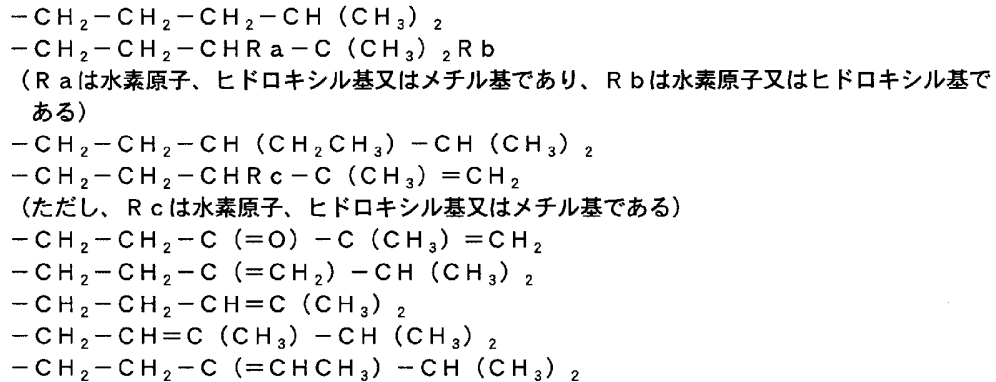 －CH₂－CH₂－CH₂－CH（CH₃）₂
－CH₂－CH₂－CHRa－C（CH₃）₂Rb
（Raは水素原子、ヒドロキシル基又はメチル基であり、Rbは水素原子又はヒドロキシル基で
ある）
－CH₂－CH₂－CH（CH₂CH₃）－CH（CH₃）₂
－CH₂－CH₂－CHRc－C（CH₃）＝CH₂
（ただし、Rcは水素原子、ヒドロキシル基又はメチル基である）
－CH₂－CH₂－C（＝O）－C（CH₃）＝CH₂
－CH₂－CH₂－C（＝CH₂）－CH（CH₃）₂
－CH₂－CH₂－CH＝C（CH₃）₂
－CH₂－CH＝C（CH₃）－CH（CH₃）₂
－CH₂－CH₂－C（＝CHCH₃）－CH（CH₃）₂